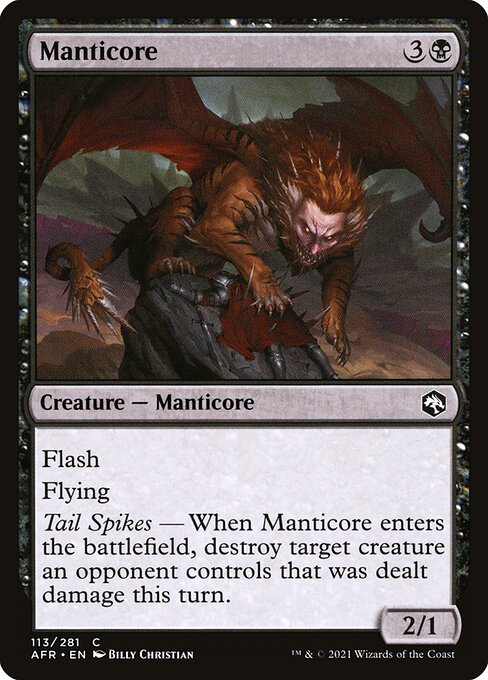 Manticore 3
Creature — Manticore
Flash
Flying
Tail Spikes — When Manticore enters
the battlefield, destroy target creature
an opponent controls that was dealt
damage this turn.
2/1
113/281 C
AFR • EN Billy Christian
™ & © 2021 Wizards of the Coast